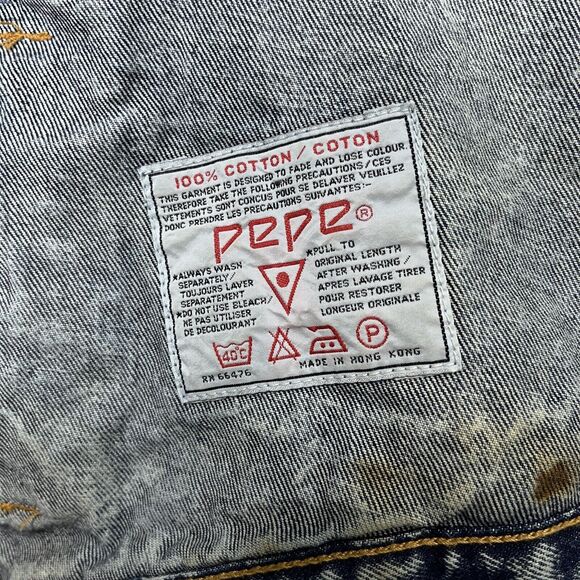 100% COTTON / COTON
THIS GARMENT IS DESIGNED TO FADE AND LOSE COLOUR
THEREFORE TAKE THE FOLLOWING PRECAUTIONS/CES
VETEMENTS SONT CONCUS POUR SE DELAVER VEUILLEZ
DONC PRENDRE LES PRECAUTIONS SUIVANTES:-
PEPE®
*ALWAYS WASH
SEPARATELY/
TOUJOURS LAVER
SEPARATEMENT
*DO NOT USE BLEACH/
NE PAS UTILISER
DE DECOLOURANT
*PULL TO
ORIGINAL LENGTH
AFTER WASHING/
APRES LAVAGE TIRER
POUR RESTORER
LONGEUR ORIGINALE
40°C
P
RN 66476
MADE IN HONG KONG